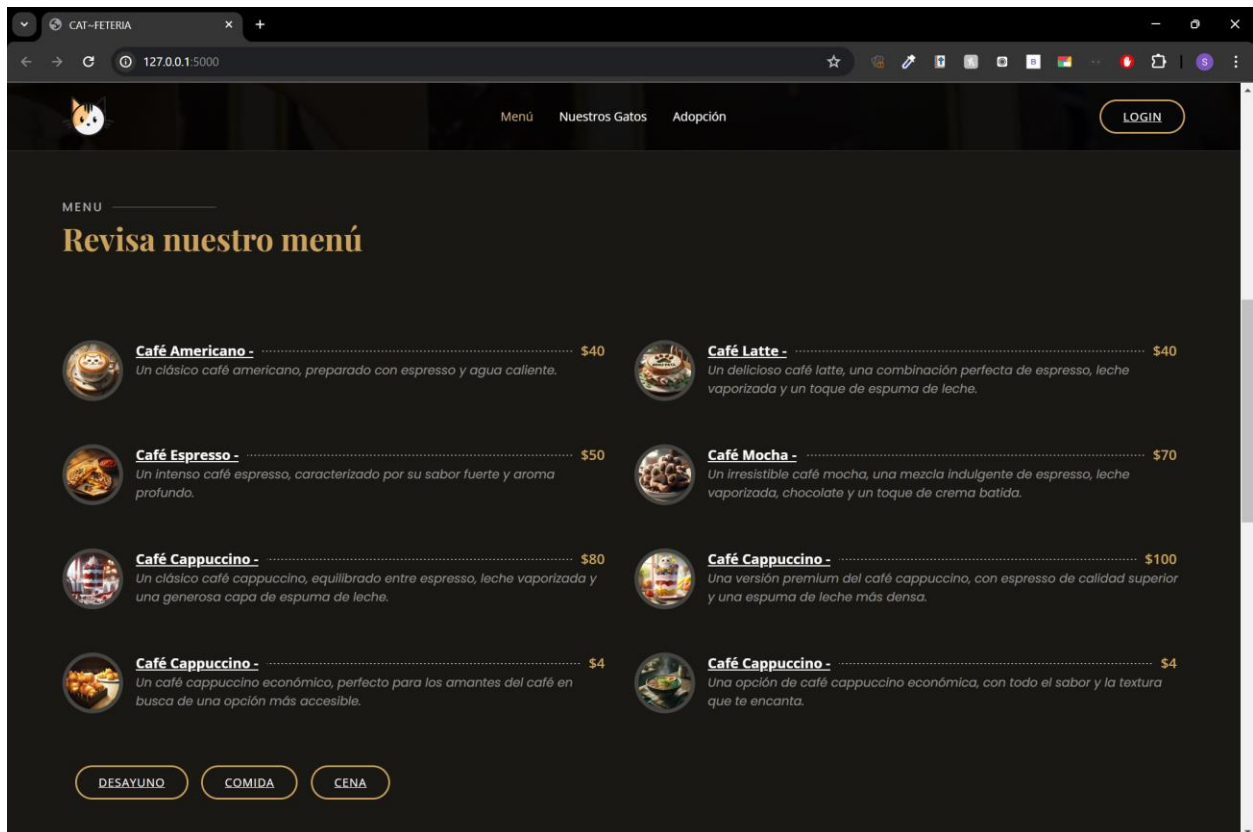 CAT~FETERIA
127.0.0.1:5000
S
Menú Nuestros Gatos Adopción LOGIN
MENU
Revisa nuestro menú
Café Americano - $40
Un clásico café americano, preparado con espresso y agua caliente.
Café Latte - $40
Un delicioso café latte, una combinación perfecta de espresso, leche
vaporizada y un toque de espuma de leche.
Café Espresso - $50
Un intenso café espresso, caracterizado por su sabor fuerte y aroma
profundo.
Café Mocha - $70
Un irresistible café mocha, una mezcla indulgente de espresso, leche
vaporizada, chocolate y un toque de crema batida.
Café Cappuccino - $80
Un clásico café cappuccino, equilibrado entre espresso, leche vaporizada y
una generosa capa de espuma de leche.
Café Cappuccino - $100
Una versión premium del café cappuccino, con espresso de calidad superior
y una espuma de leche más densa.
Café Cappuccino - $4
Un café cappuccino económico, perfecto para los amantes del café en
busca de una opción más accesible.
Café Cappuccino - $4
Una opción de café cappuccino económica, con todo el sabor y la textura
que te encanta.
DESAYUNO COMIDA CENA